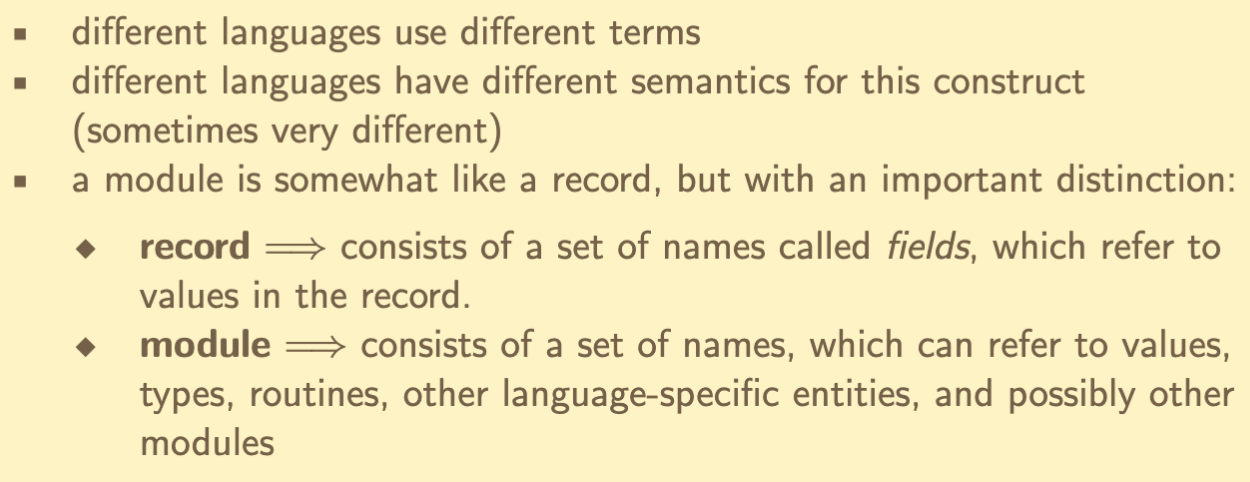 ▪ different languages use different terms
▪ different languages have different semantics for this construct
(sometimes very different)
▪ a module is somewhat like a record, but with an important distinction:
◆ record ⟹ consists of a set of names called fields, which refer to
values in the record.
◆ module ⟹ consists of a set of names, which can refer to values,
types, routines, other language-specific entities, and possibly other
modules